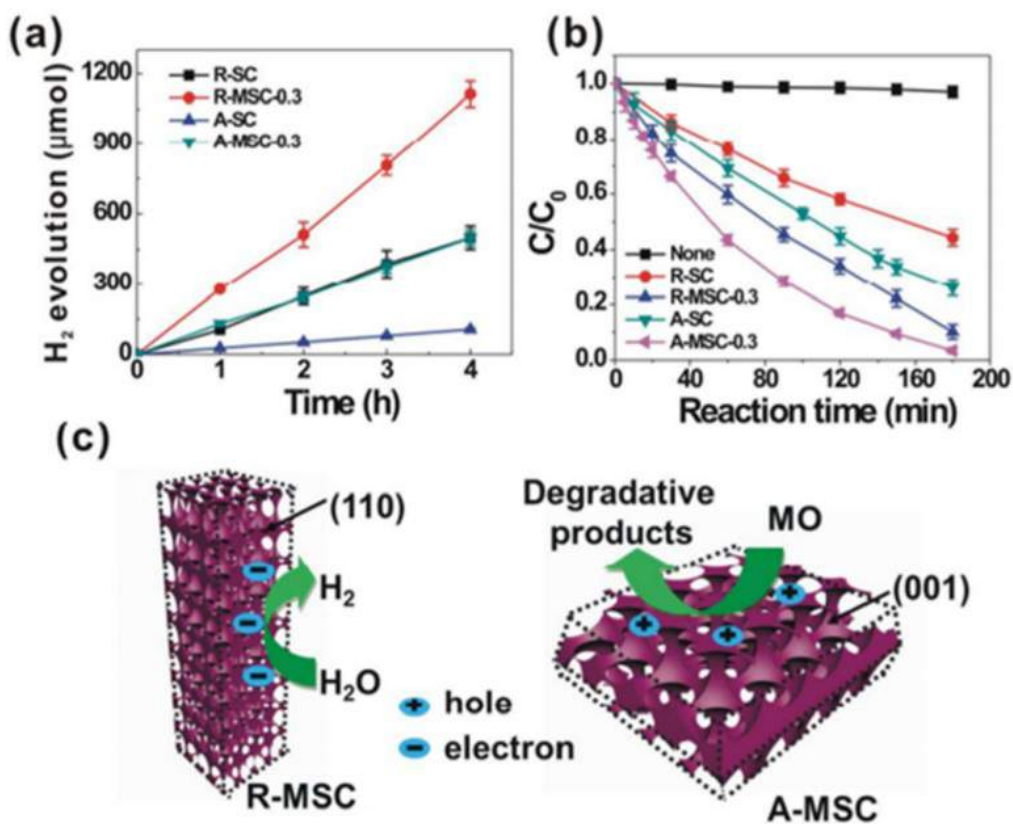 (a)
H₂ evolution (μmol)
1200
900
600
300
0
R-SC
R-MSC-0.3
A-SC
A-MSC-0.3
0 1 2 3 4
Time (h)
(b)
C/C₀
1.0
0.8
0.6
0.4
0.2
0.0
None
R-SC
R-MSC-0.3
A-SC
A-MSC-0.3
0 40 80 120 160 200
Reaction time (min)
(c)
(110)
H₂
H₂O
R-MSC
+ hole
− electron
Degradative
products
MO
(001)
A-MSC